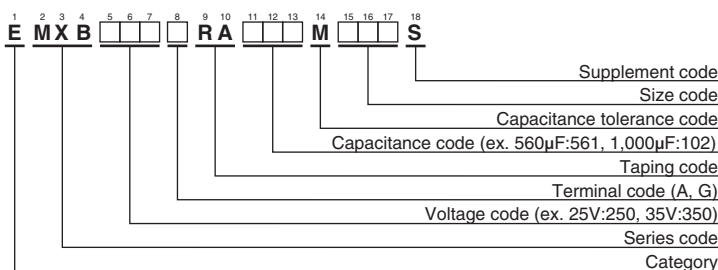 1 2 3 4 5 6 7 8 9 10 11 12 13 14 15 16 17 18
E MXB □□□ □ RA □□□ M □□□ S
Supplement code
Size code
Capacitance tolerance code
Capacitance code (ex. 560µF:561, 1,000µF:102)
Taping code
Terminal code (A, G)
Voltage code (ex. 25V:250, 35V:350)
Series code
Category